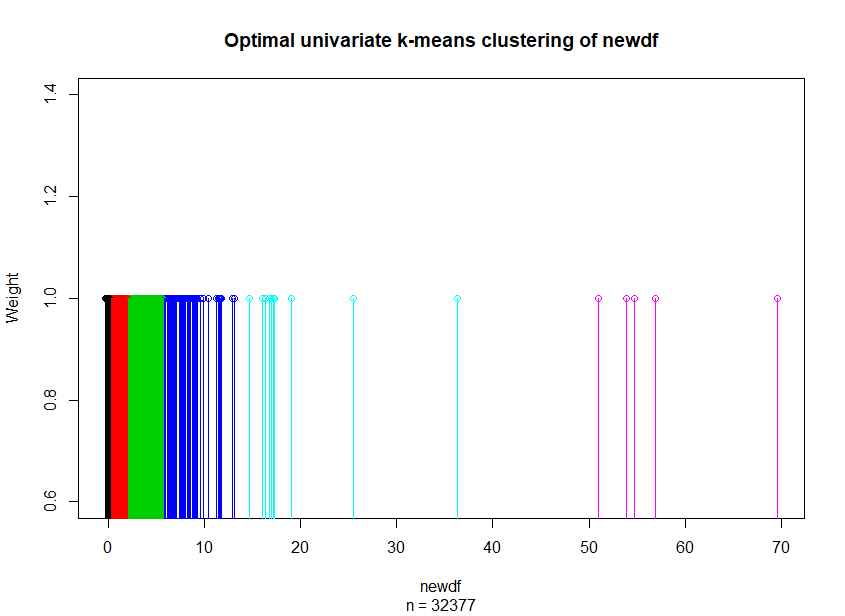 Optimal univariate k-means clustering of newdf
Weight
1.4
1.2
1.0
0.8
0.6
0 10 20 30 40 50 60 70
newdf
n = 32377